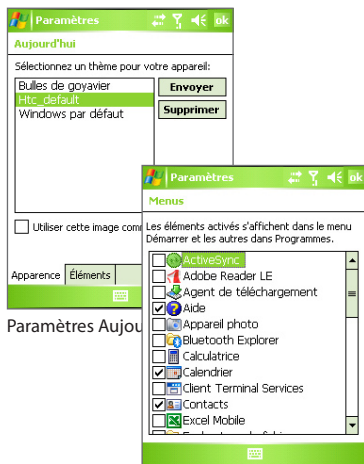 Paramètres
ok
Aujourd'hui
Sélectionnez un thème pour votre appareil:
Bulles de goyavier
Htc_default
Windows par défaut
Envoyer
Supprimer
Utiliser cette image
Apparence
Éléments
Paramètres
Paramètres
ok
Menus
Les éléments activés s'affichent dans le menu
Démarrer et les autres dans Programmes.
ActiveSync
Adobe Reader LE
Agent de téléchargement
Aide
Appareil photo
Bluetooth Explorer
Calculatrice
Calendrier
Client Terminal Services
Contacts
Excel Mobile